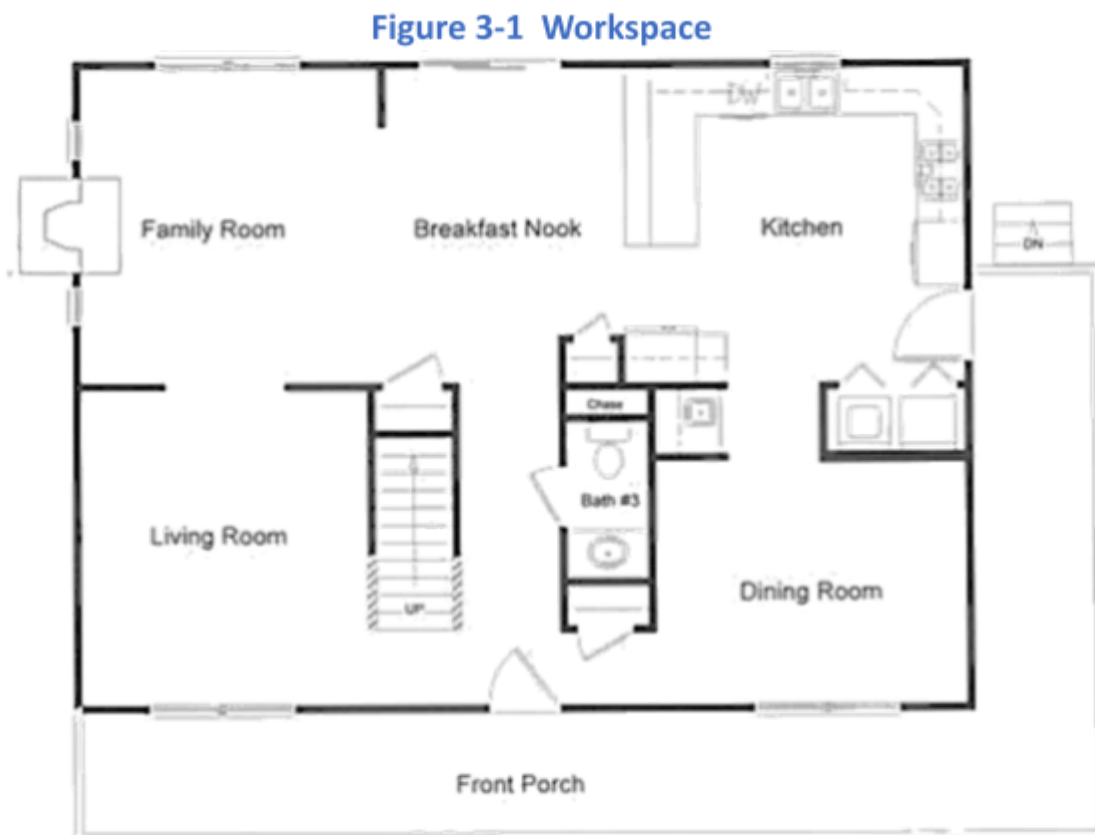 Figure 3-1 Workspace
DW
Family Room
Breakfast Nook
Kitchen
DN
Chase
Bath #3
Living Room
Dining Room
UP
Front Porch